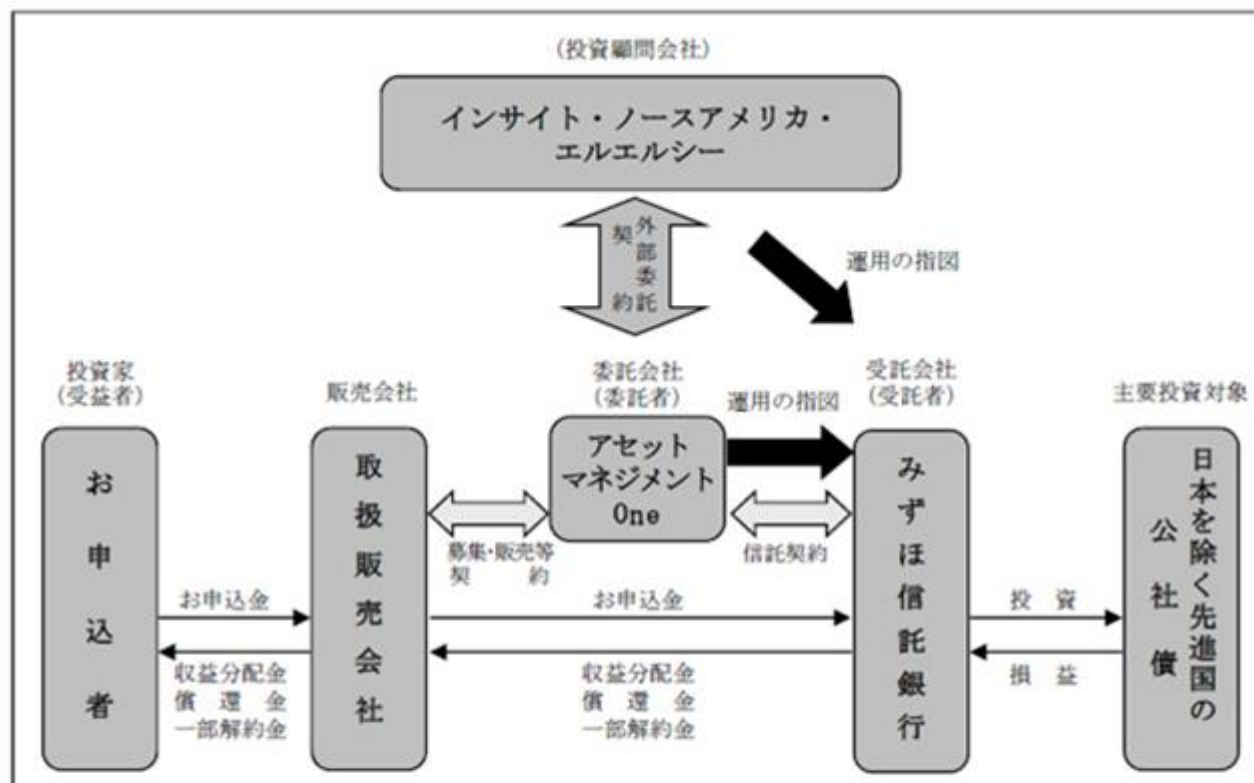 (投資顧問会社)
インサイト・ノースアメリカ・
エルエルシー
外部委託
契約
運用の指図
投資家
(受益者)
販売会社
委託会社
(委託者)
運用の指図
受託会社
(受託者)
主要投資対象
お申込者
取扱販売会社
アセット
マネジメント
One
みずほ信託銀行
日本を除く先進国の
公社債
募集・販売等
契約
信託契約
お申込金
お申込金
投資
収益分配金
償還金
一部解約金
収益分配金
償還金
一部解約金
損益